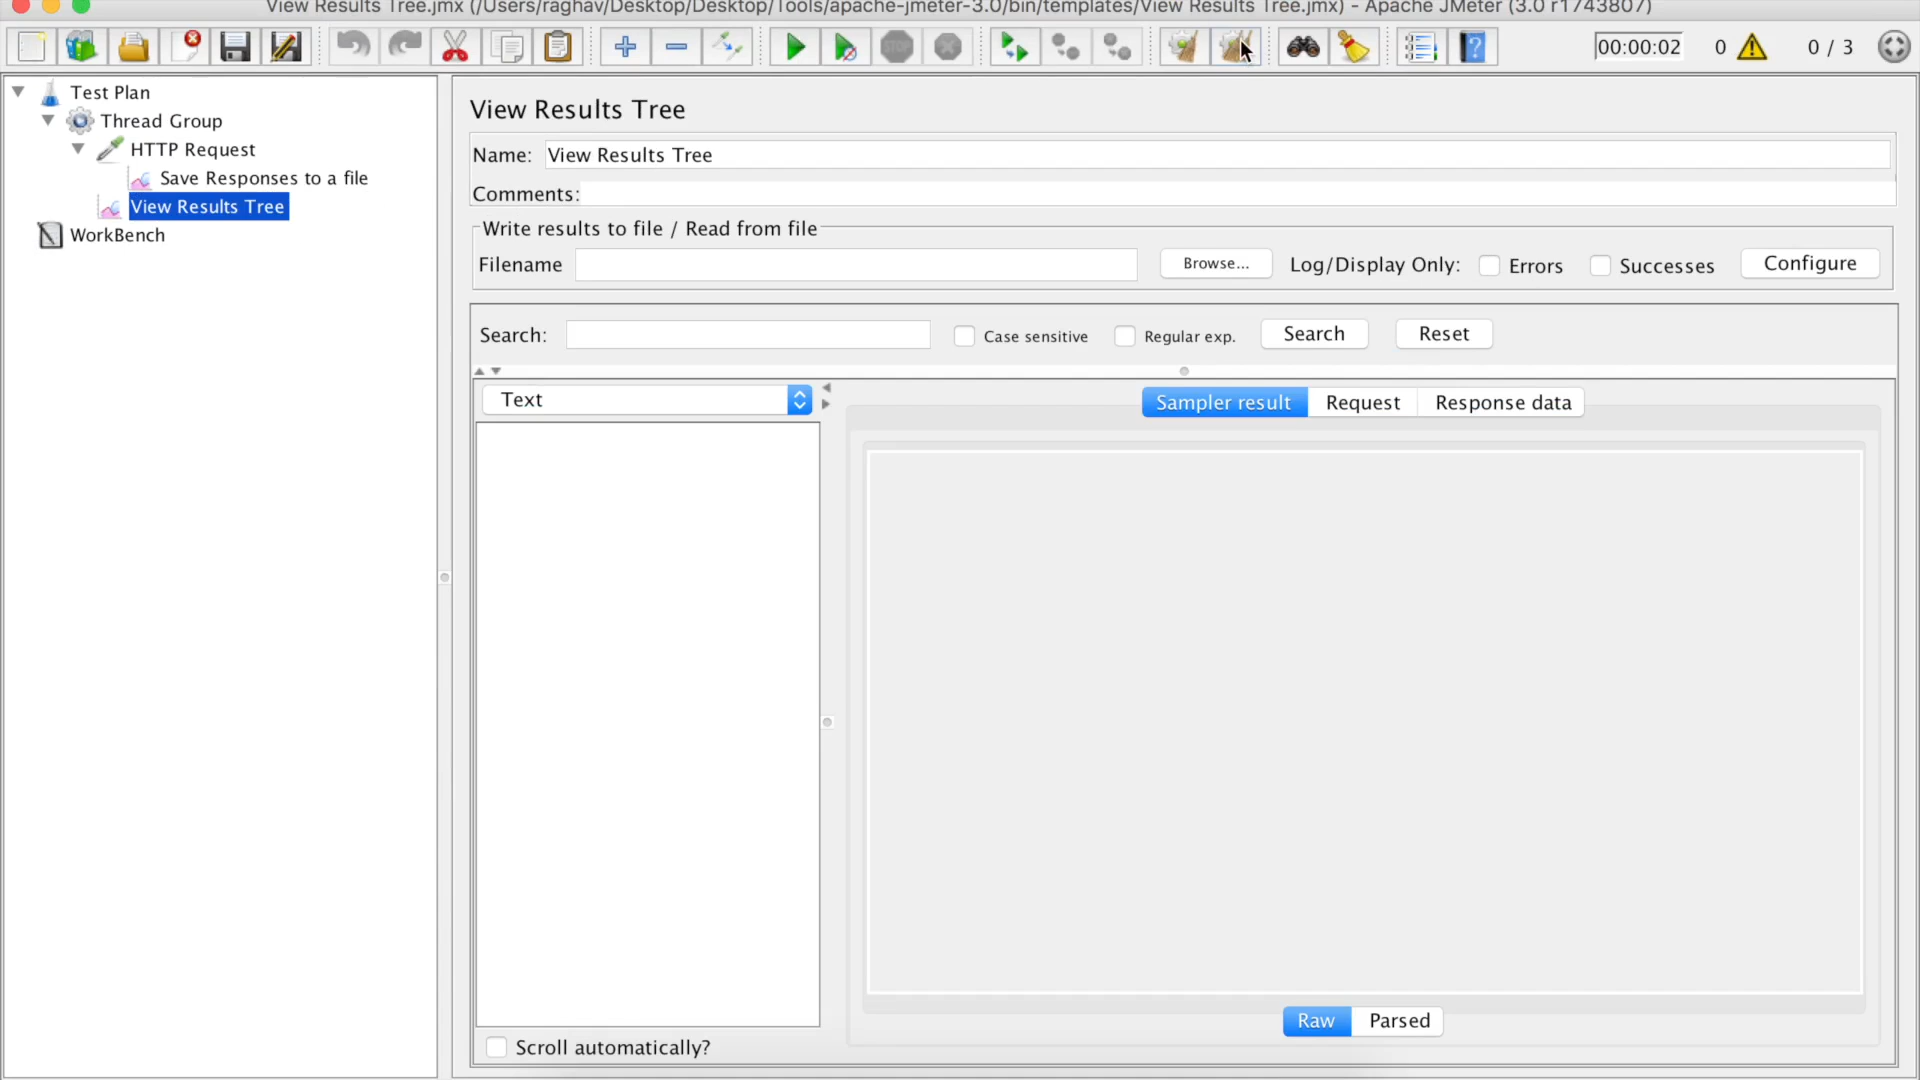 View Results Tree.jmx (/Users/raghav/Desktop/Desktop/Tools/apache-jmeter-3.0/bin/templates/View Results Tree.jmx) - Apache JMeter (3.0 r1743807)
STOP
00:00:02 0 0 / 3
Test Plan
Thread Group
HTTP Request
Save Responses to a file
View Results Tree
WorkBench
View Results Tree
Name: View Results Tree
Comments:
Write results to file / Read from file
Filename Browse... Log/Display Only: Errors Successes Configure
Search: Case sensitive Regular exp. Search Reset
Text
Sampler result Request Response data
Raw Parsed
Scroll automatically?